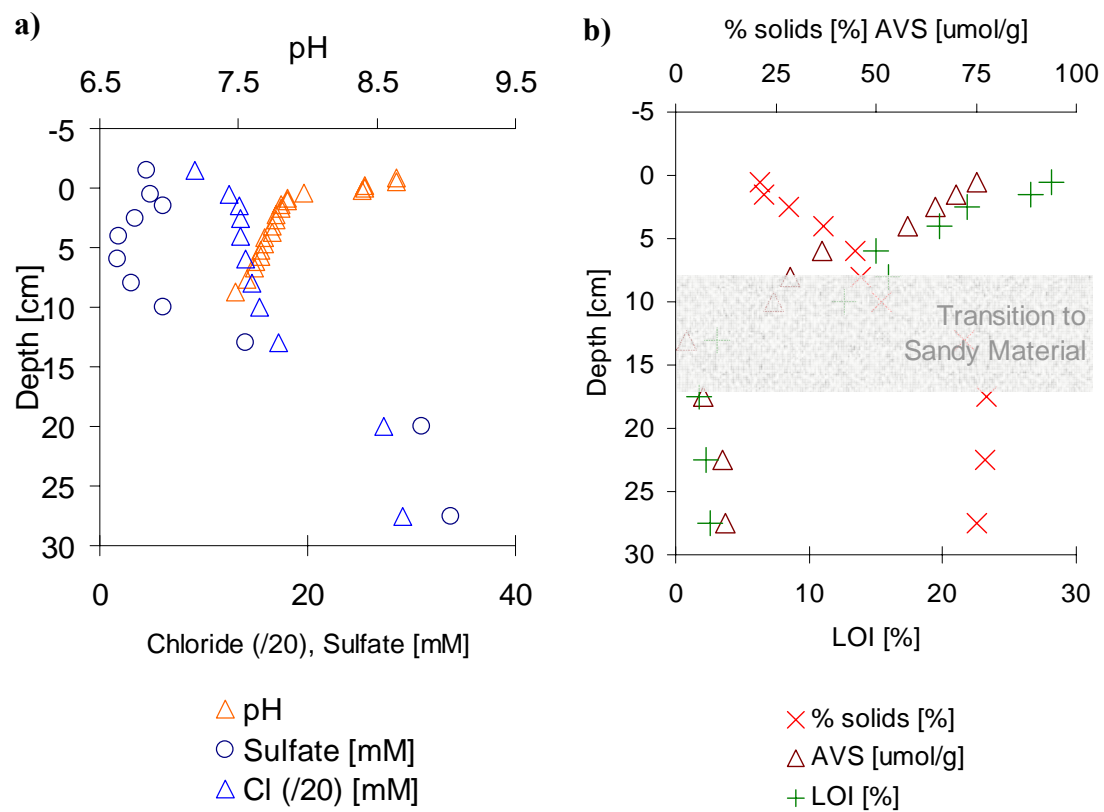 a)
pH
6.5 7.5 8.5 9.5
-5
0
5
10
15
20
25
30
Depth [cm]
0 20 40
Chloride (/20), Sulfate [mM]
pH
Sulfate [mM]
Cl (/20) [mM]
b)
% solids [%] AVS [umol/g]
0 25 50 75 100
-5
0
5
10
15
20
25
30
Depth [cm]
Transition to
Sandy Material
0 10 20 30
LOI [%]
% solids [%]
AVS [umol/g]
LOI [%]